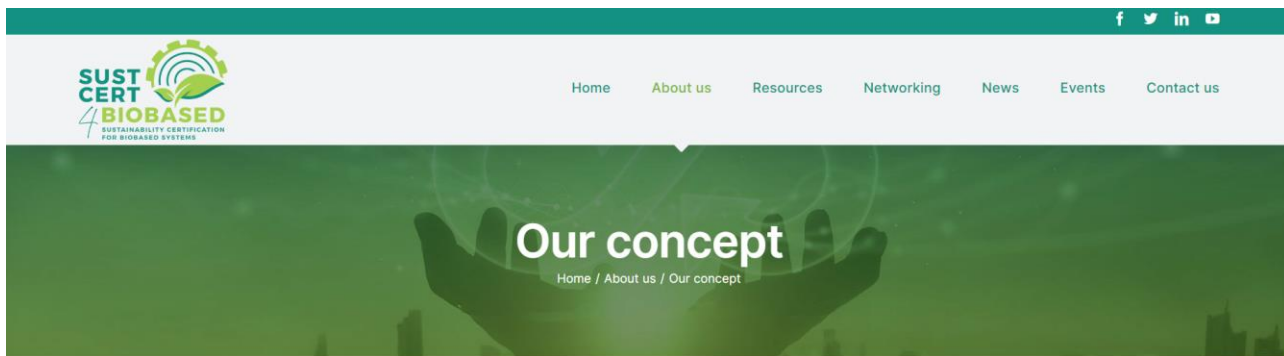 SUST
CERT
4BIOBASED
SUSTAINABILITY CERTIFICATION
FOR BIOBASED SYSTEMS
Home About us Resources Networking News Events Contact us
Our concept
Home / About us / Our concept